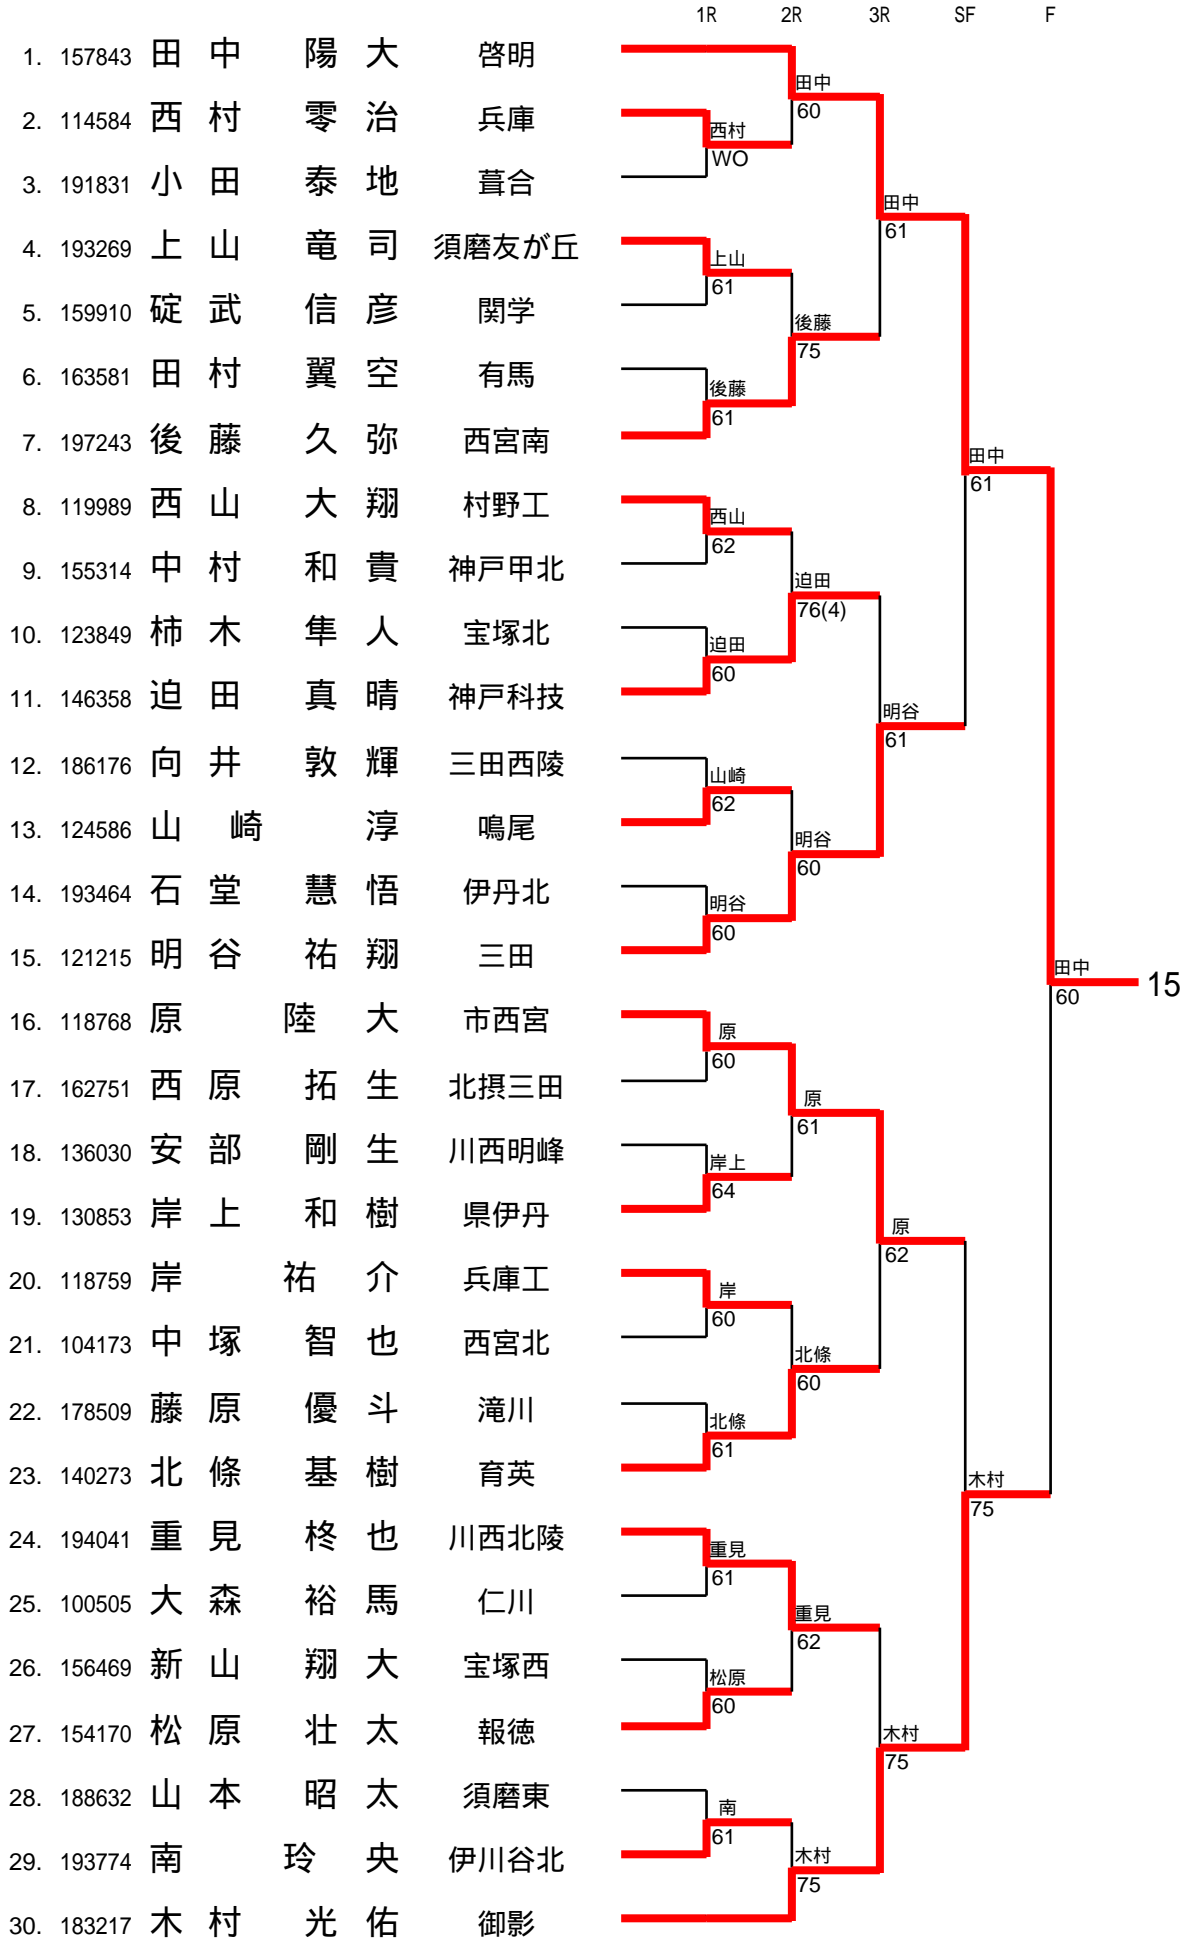 1R 2R 3R SF F
1. 157843 田中 陽大 啓明
田中
60
2. 114584 西村 零治 兵庫
西村
WO
3. 191831 小田 泰地 葺合
田中
61
4. 193269 上山 竜司 須磨友が丘
上山
61
5. 159910 碇武 信彦 関学
後藤
75
6. 163581 田村 翼空 有馬
後藤
61
7. 197243 後藤 久弥 西宮南
田中
61
8. 119989 西山 大翔 村野工
西山
62
9. 155314 中村 和貴 神戸甲北
迫田
76(4)
10. 123849 柿木 隼人 宝塚北
迫田
60
11. 146358 迫田 真晴 神戸科技
明谷
61
12. 186176 向井 敦輝 三田西陵
山崎
62
13. 124586 山崎 淳 鳴尾
明谷
60
14. 193464 石堂 慧悟 伊丹北
明谷
60
15. 121215 明谷 祐翔 三田
田中
60
15
16. 118768 原 陸大 市西宮
原
60
17. 162751 西原 拓生 北摂三田
原
61
18. 136030 安部 剛生 川西明峰
岸上
64
19. 130853 岸上 和樹 県伊丹
原
62
20. 118759 岸 祐介 兵庫工
岸
60
21. 104173 中塚 智也 西宮北
北條
60
22. 178509 藤原 優斗 滝川
北條
61
23. 140273 北條 基樹 育英
木村
75
24. 194041 重見 柊也 川西北陵
重見
61
25. 100505 大森 裕馬 仁川
重見
62
26. 156469 新山 翔大 宝塚西
松原
60
27. 154170 松原 壮太 報徳
木村
75
28. 188632 山本 昭太 須磨東
南
61
29. 193774 南 玲央 伊川谷北
木村
75
30. 183217 木村 光佑 御影